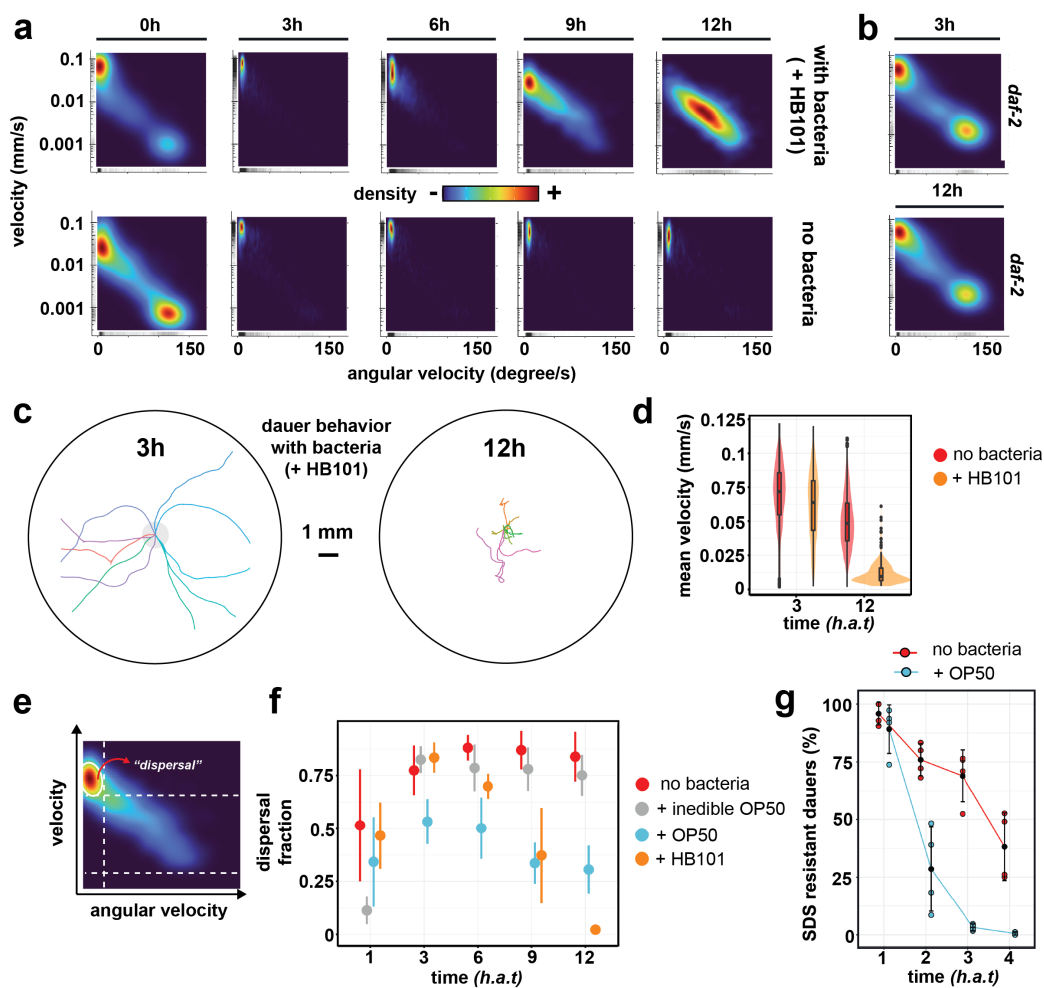 a
0h
3h
6h
9h
12h
b
3h
0.1
0.01
0.001
with bacteria
( + HB101)
daf-2
velocity (mm/s)
density - +
12h
0.1
0.01
0.001
no bacteria
daf-2
0 150
0 150
0 150
0 150
0 150
0 150
angular velocity (degree/s)
c
3h
dauer behavior
with bacteria
(+ HB101)
12h
1 mm
d
mean velocity (mm/s)
0.125
0.1
0.75
0.05
0.025
0
3 12
time (h.a.t)
no bacteria
+ HB101
e
"dispersal"
velocity
angular velocity
f
dispersal
fraction
0.75
0.5
0.25
0
1 3 6 9 12
time (h.a.t)
no bacteria
+ inedible OP50
+ OP50
+ HB101
g
no bacteria
+ OP50
SDS resistant dauers (%)
100
75
50
25
0
1 2 3 4
time (h.a.t)